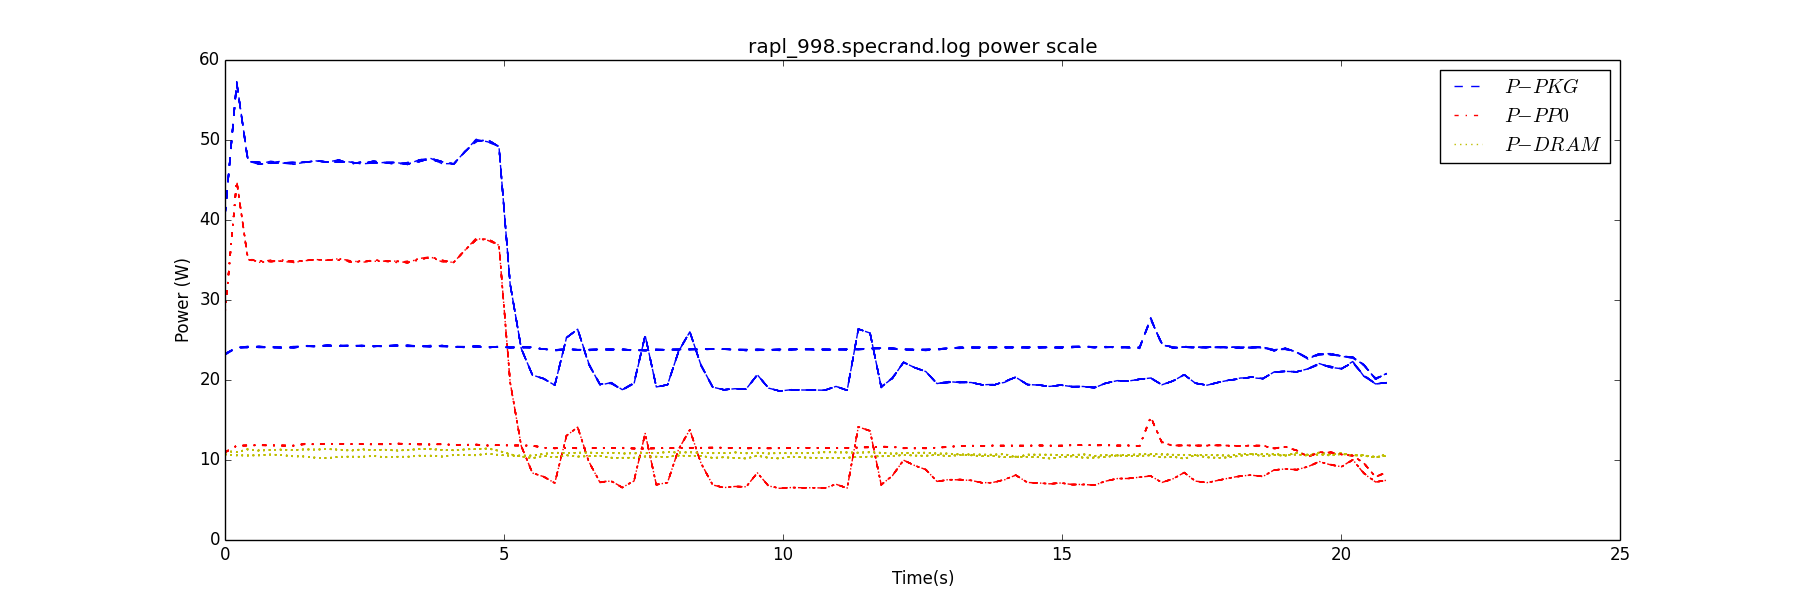 rapl_998.specrand.log power scale
60
50
40
30
20
10
0
Power (W)
P−PKG
P−PP0
P−DRAM
0 5 10 15 20 25
Time(s)